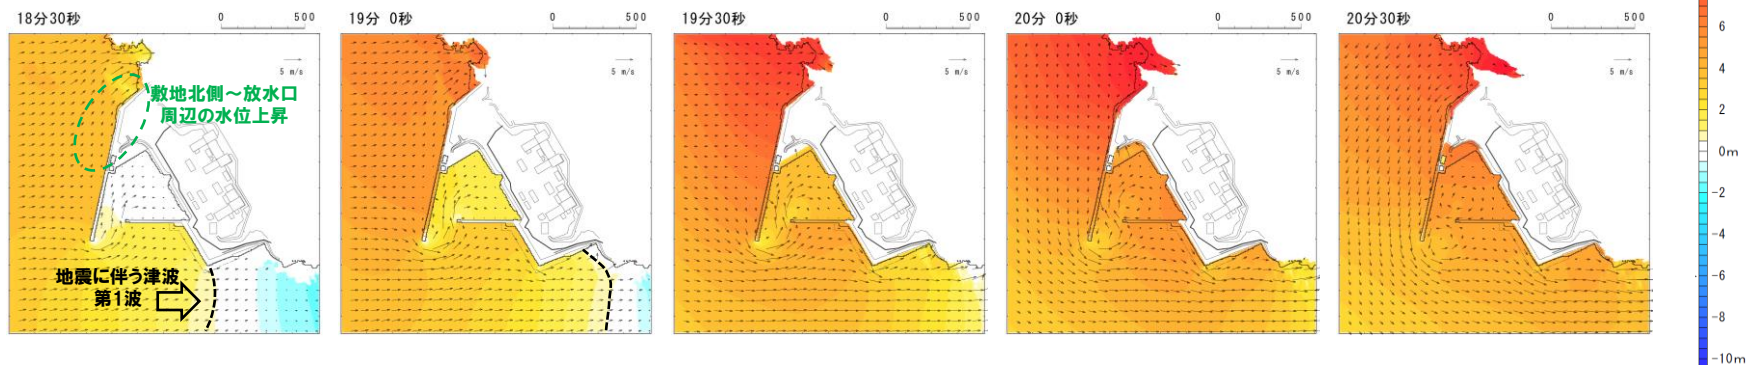 18分30秒
0 500
5 m/s
敷地北側～放水口
周辺の水位上昇
地震に伴う津波
第1波
19分 0秒
0 500
5 m/s
19分30秒
0 500
5 m/s
20分 0秒
0 500
5 m/s
20分30秒
0 500
5 m/s
6
4
2
0m
-2
-4
-6
-8
-10m